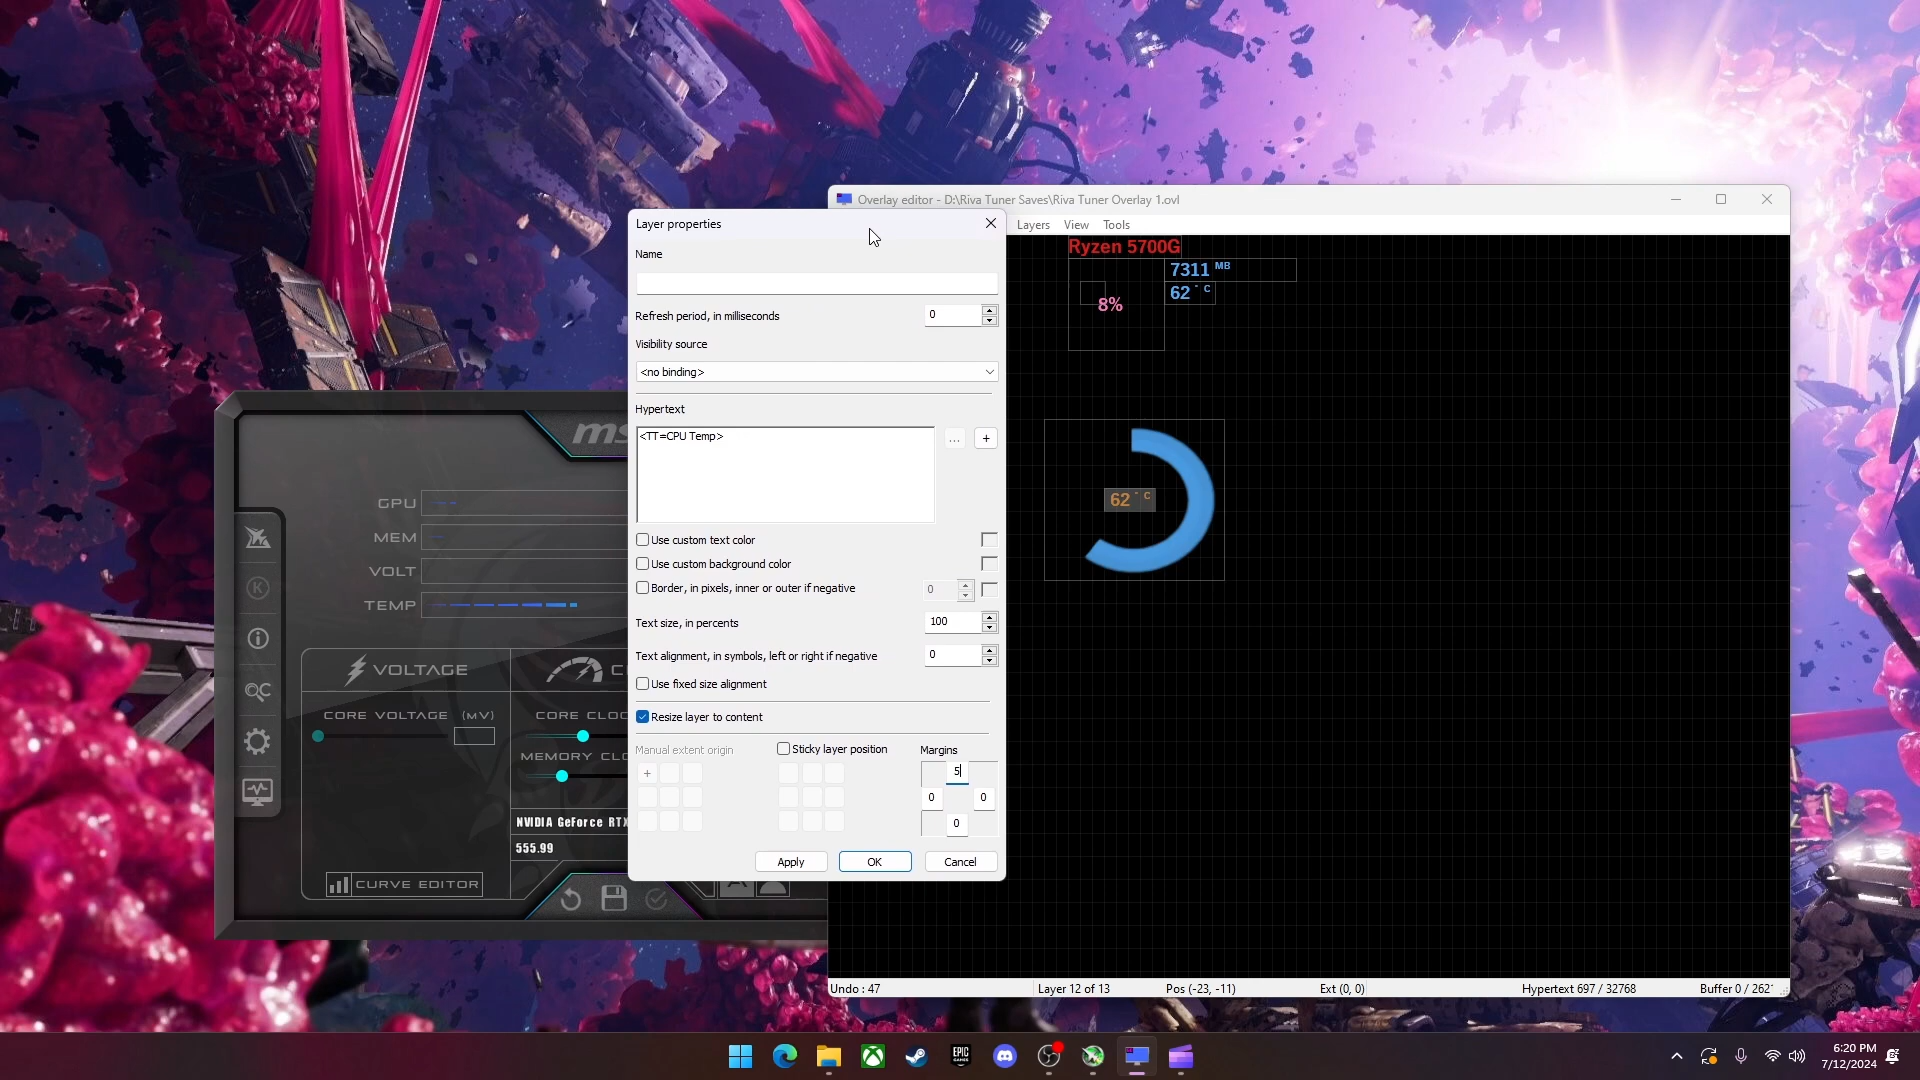 Overlay editor - D:\Riva Tuner Saves\Riva Tuner Overlay 1.ovl
Layers View Tools
Ryzen 5700G
7311 MB
62 ° C
8%
62 ° C
Layer properties
Name
Refresh period, in milliseconds
0
Visibility source
<no binding>
Hypertext
<TT=CPU Temp>
...
+
Use custom text color
Use custom background color
Border, in pixels, inner or outer if negative
0
Text size, in percents
100
Text alignment, in symbols, left or right if negative
0
Use fixed size alignment
Resize layer to content
Manual extent origin
Sticky layer position
Margins
+
5
0
0
0
Apply
OK
Cancel
ms
GPU
MEM
VOLT
TEMP
K
OC
VOLTAGE
C
CORE VOLTAGE (MV)
CORE CLOC
MEMORY CLO
NVIDIA GeForce RTX
555.99
CURVE EDITOR
Undo : 47
Layer 12 of 13
Pos (-23, -11)
Ext (0, 0)
Hypertext 697 / 32768
Buffer 0 / 262
EPIC
GAMES
6:20 PM
7/12/2024